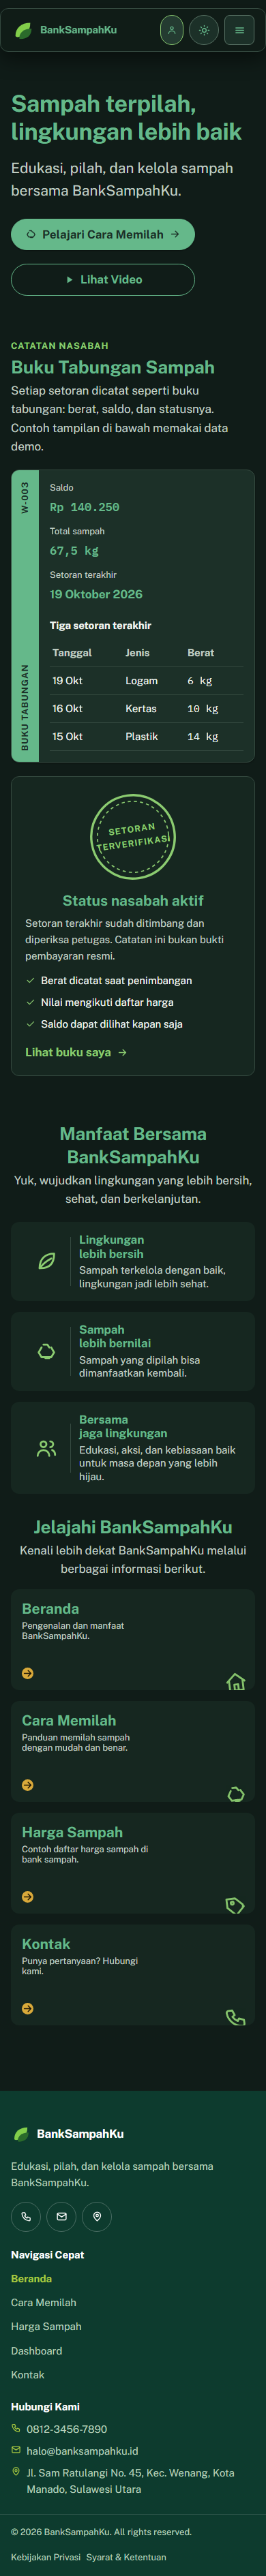 BankSampahKu
Sampah terpilah,
lingkungan lebih baik
Edukasi, pilah, dan kelola sampah
bersama BankSampahKu.
Pelajari Cara Memilah
Lihat Video
CATATAN NASABAH
Buku Tabungan Sampah
Setiap setoran dicatat seperti buku
tabungan: berat, saldo, dan statusnya.
Contoh tampilan di bawah memakai data
demo.
W-003
BUKU TABUNGAN
Saldo
Rp 140.250
Total sampah
67,5 kg
Setoran terakhir
19 Oktober 2026
Tiga setoran terakhir
Tanggal Jenis Berat
19 Okt Logam 6 kg
16 Okt Kertas 10 kg
15 Okt Plastik 14 kg
SETORAN
TERVERIFIKASI
Status nasabah aktif
Setoran terakhir sudah ditimbang dan
diperiksa petugas. Catatan ini bukan bukti
pembayaran resmi.
Berat dicatat saat penimbangan
Nilai mengikuti daftar harga
Saldo dapat dilihat kapan saja
Lihat buku saya
Manfaat Bersama
BankSampahKu
Yuk, wujudkan lingkungan yang lebih bersih,
sehat, dan berkelanjutan.
Lingkungan
lebih bersih
Sampah terkelola dengan baik,
lingkungan jadi lebih sehat.
Sampah
lebih bernilai
Sampah yang dipilah bisa
dimanfaatkan kembali.
Bersama
jaga lingkungan
Edukasi, aksi, dan kebiasaan baik
untuk masa depan yang lebih
hijau.
Jelajahi BankSampahKu
Kenali lebih dekat BankSampahKu melalui
berbagai informasi berikut.
Beranda
Pengenalan dan manfaat
BankSampahKu.
Cara Memilah
Panduan memilah sampah
dengan mudah dan benar.
Harga Sampah
Contoh daftar harga sampah di
bank sampah.
Kontak
Punya pertanyaan? Hubungi
kami.
BankSampahKu
Edukasi, pilah, dan kelola sampah bersama
BankSampahKu.
Navigasi Cepat
Beranda
Cara Memilah
Harga Sampah
Dashboard
Kontak
Hubungi Kami
0812-3456-7890
halo@banksampahku.id
Jl. Sam Ratulangi No. 45, Kec. Wenang, Kota
Manado, Sulawesi Utara
© 2026 BankSampahKu. All rights reserved.
Kebijakan Privasi Syarat & Ketentuan